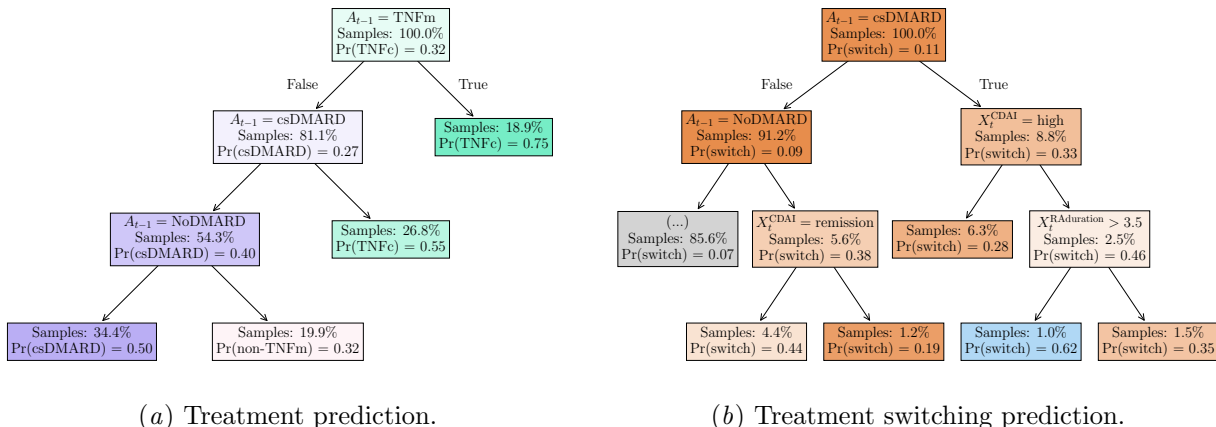 A_{t−1} = TNFm
Samples: 100.0%
Pr(TNFc) = 0.32
False
True
A_{t−1} = csDMARD
Samples: 81.1%
Pr(csDMARD) = 0.27
Samples: 18.9%
Pr(TNFc) = 0.75
A_{t−1} = NoDMARD
Samples: 54.3%
Pr(csDMARD) = 0.40
Samples: 26.8%
Pr(TNFc) = 0.55
Samples: 34.4%
Pr(csDMARD) = 0.50
Samples: 19.9%
Pr(non-TNFm) = 0.32
(a) Treatment prediction.
A_{t−1} = csDMARD
Samples: 100.0%
Pr(switch) = 0.11
False
True
A_{t−1} = NoDMARD
Samples: 91.2%
Pr(switch) = 0.09
X_t^{CDAI} = high
Samples: 8.8%
Pr(switch) = 0.33
(...)
Samples: 85.6%
Pr(switch) = 0.07
X_t^{CDAI} = remission
Samples: 5.6%
Pr(switch) = 0.38
Samples: 6.3%
Pr(switch) = 0.28
X_t^{RAduration} > 3.5
Samples: 2.5%
Pr(switch) = 0.46
Samples: 4.4%
Pr(switch) = 0.44
Samples: 1.2%
Pr(switch) = 0.19
Samples: 1.0%
Pr(switch) = 0.62
Samples: 1.5%
Pr(switch) = 0.35
(b) Treatment switching prediction.